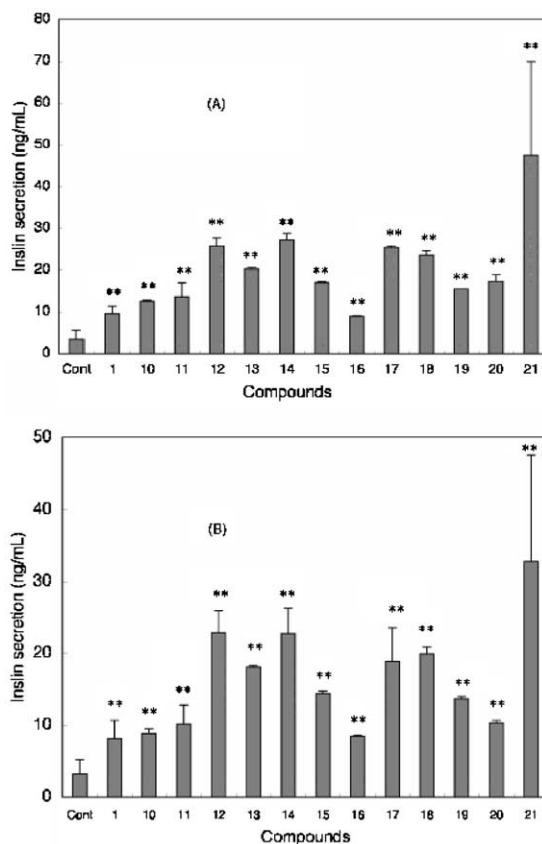 80
70
60
50
40
30
20
10
0
Inslin secretion (ng/mL)
(A)
** ** ** ** ** ** ** ** ** ** ** ** **
Cont 1 10 11 12 13 14 15 16 17 18 19 20 21
Compounds
50
40
30
20
10
0
Inslin secretion (ng/mL)
(B)
** ** ** ** ** ** ** ** ** ** ** ** **
Cont 1 10 11 12 13 14 15 16 17 18 19 20 21
Compounds